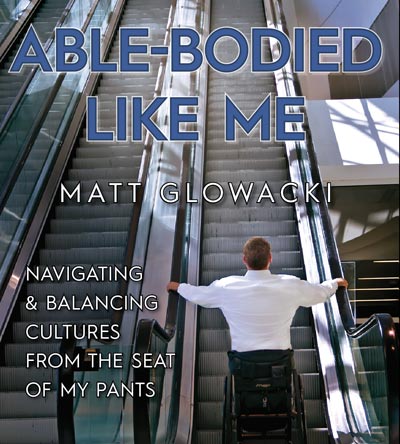 ABLE-BODIED
LIKE ME
MATT GLOWACKI
NAVIGATING
& BALANCING
CULTURES
FROM THE SEAT
OF MY PANTS